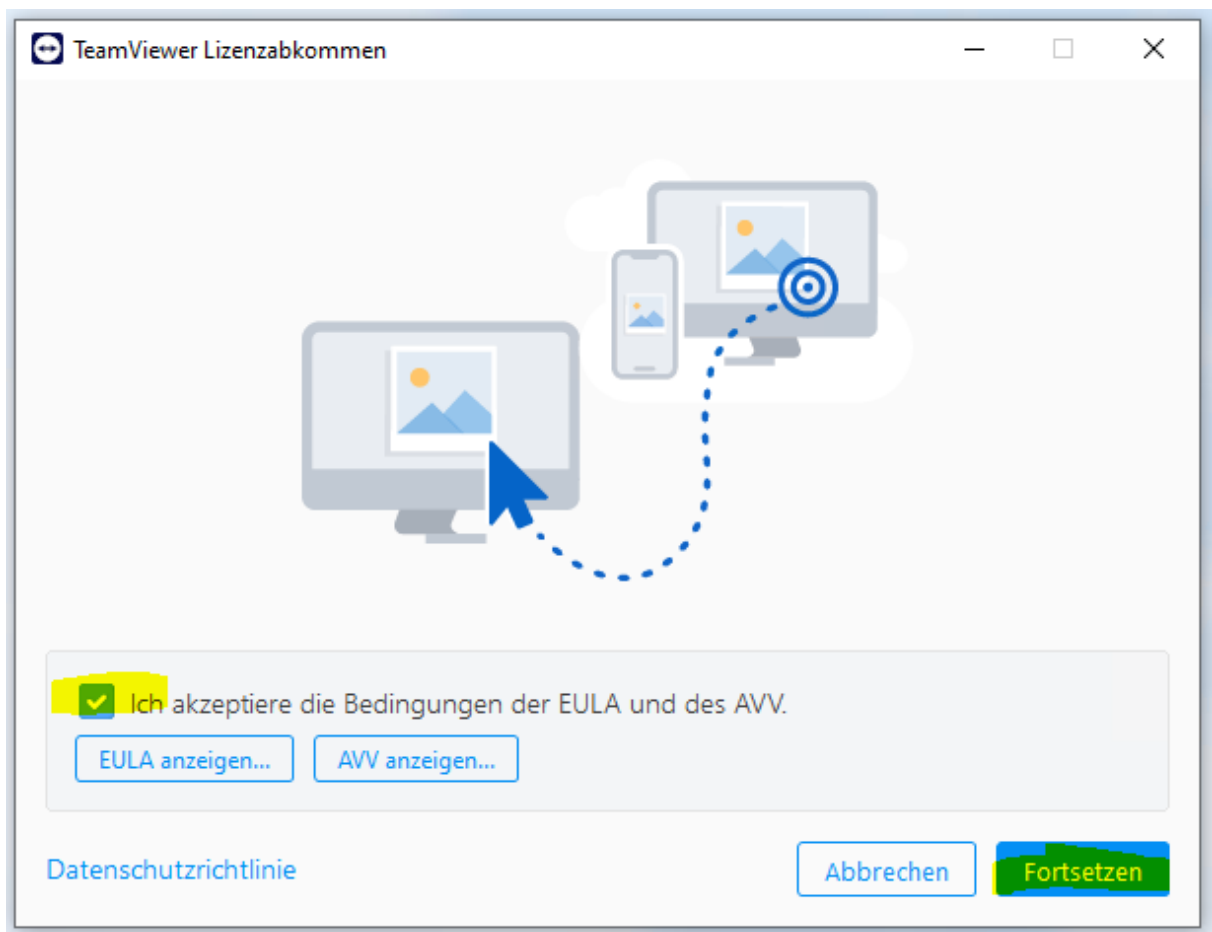 TeamViewer Lizenzabkommen
Ich akzeptiere die Bedingungen der EULA und des AVV.
EULA anzeigen... AVV anzeigen...
Datenschutzrichtlinie Abbrechen Fortsetzen